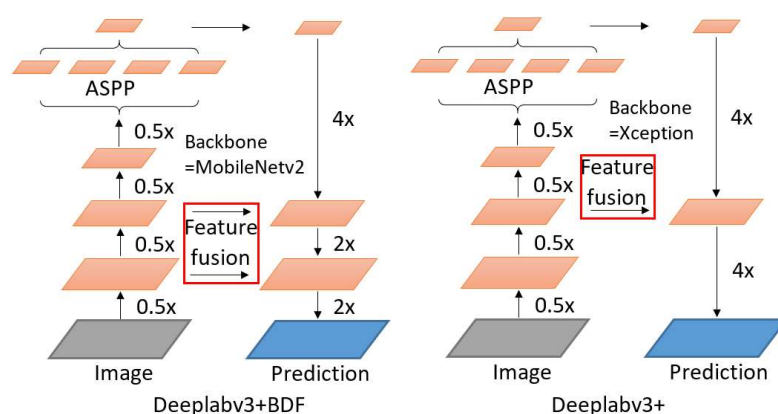 ASPP
0.5x
Backbone
=MobileNetv2
4x
0.5x
0.5x
Feature
fusion
2x
0.5x
2x
Image
Prediction
Deeplabv3+BDF
ASPP
0.5x
Backbone
=Xception
4x
0.5x
Feature
fusion
0.5x
4x
0.5x
Image
Prediction
Deeplabv3+